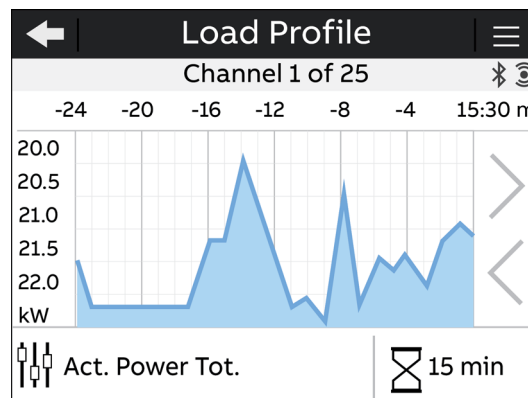 Load Profile
Channel 1 of 25
-24 -20 -16 -12 -8 -4 15:30 m
20.0
20.5
21.0
21.5
22.0
kW
Act. Power Tot.
15 min